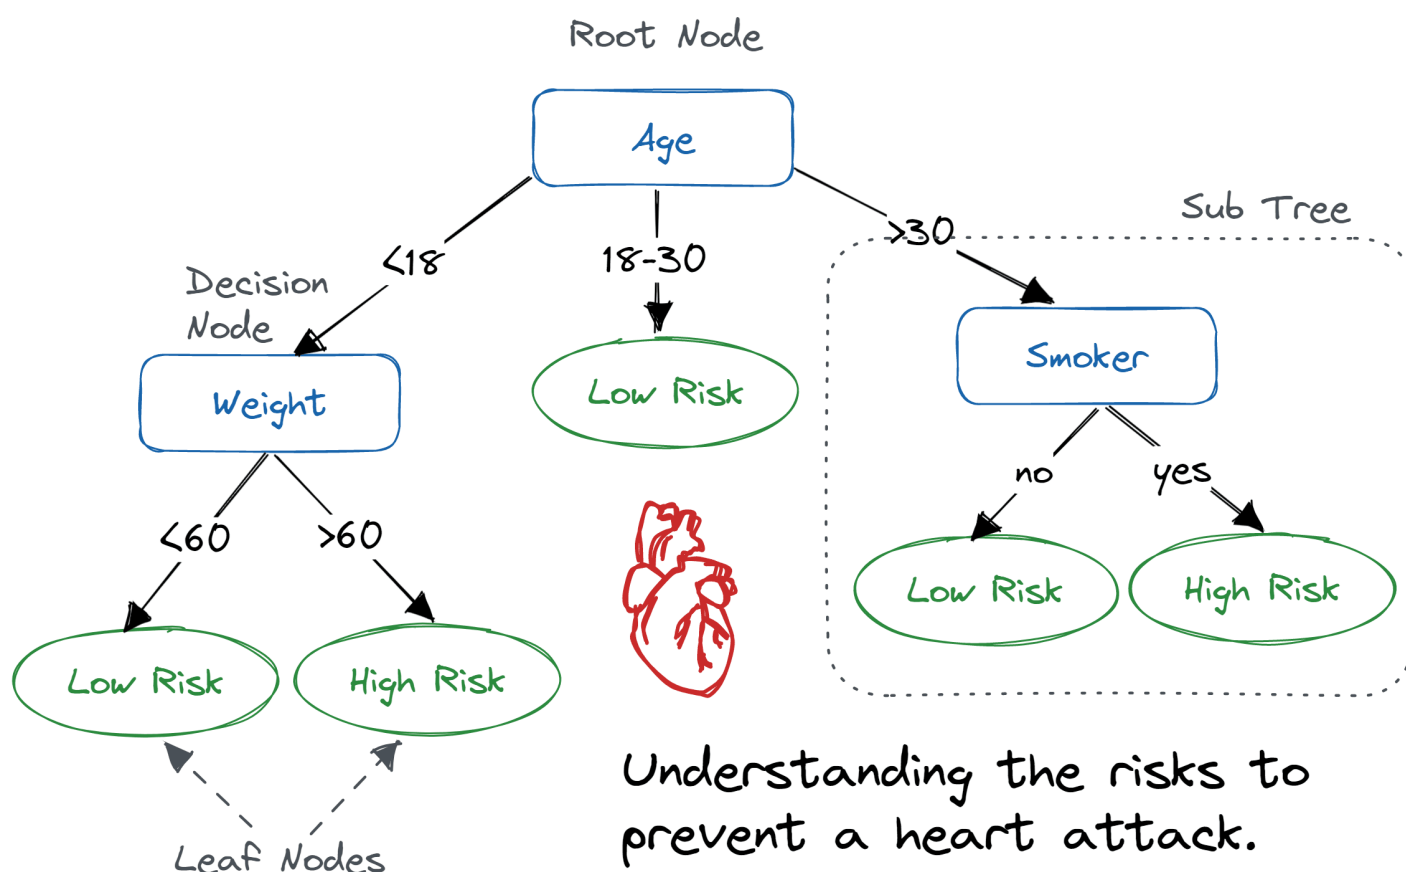 Root Node
Age
Sub Tree
<18
18-30
>30
Decision
Node
Weight
Low Risk
Smoker
<60
>60
no
yes
Low Risk
High Risk
Low Risk
High Risk
Leaf Nodes
Understanding the risks to
prevent a heart attack.